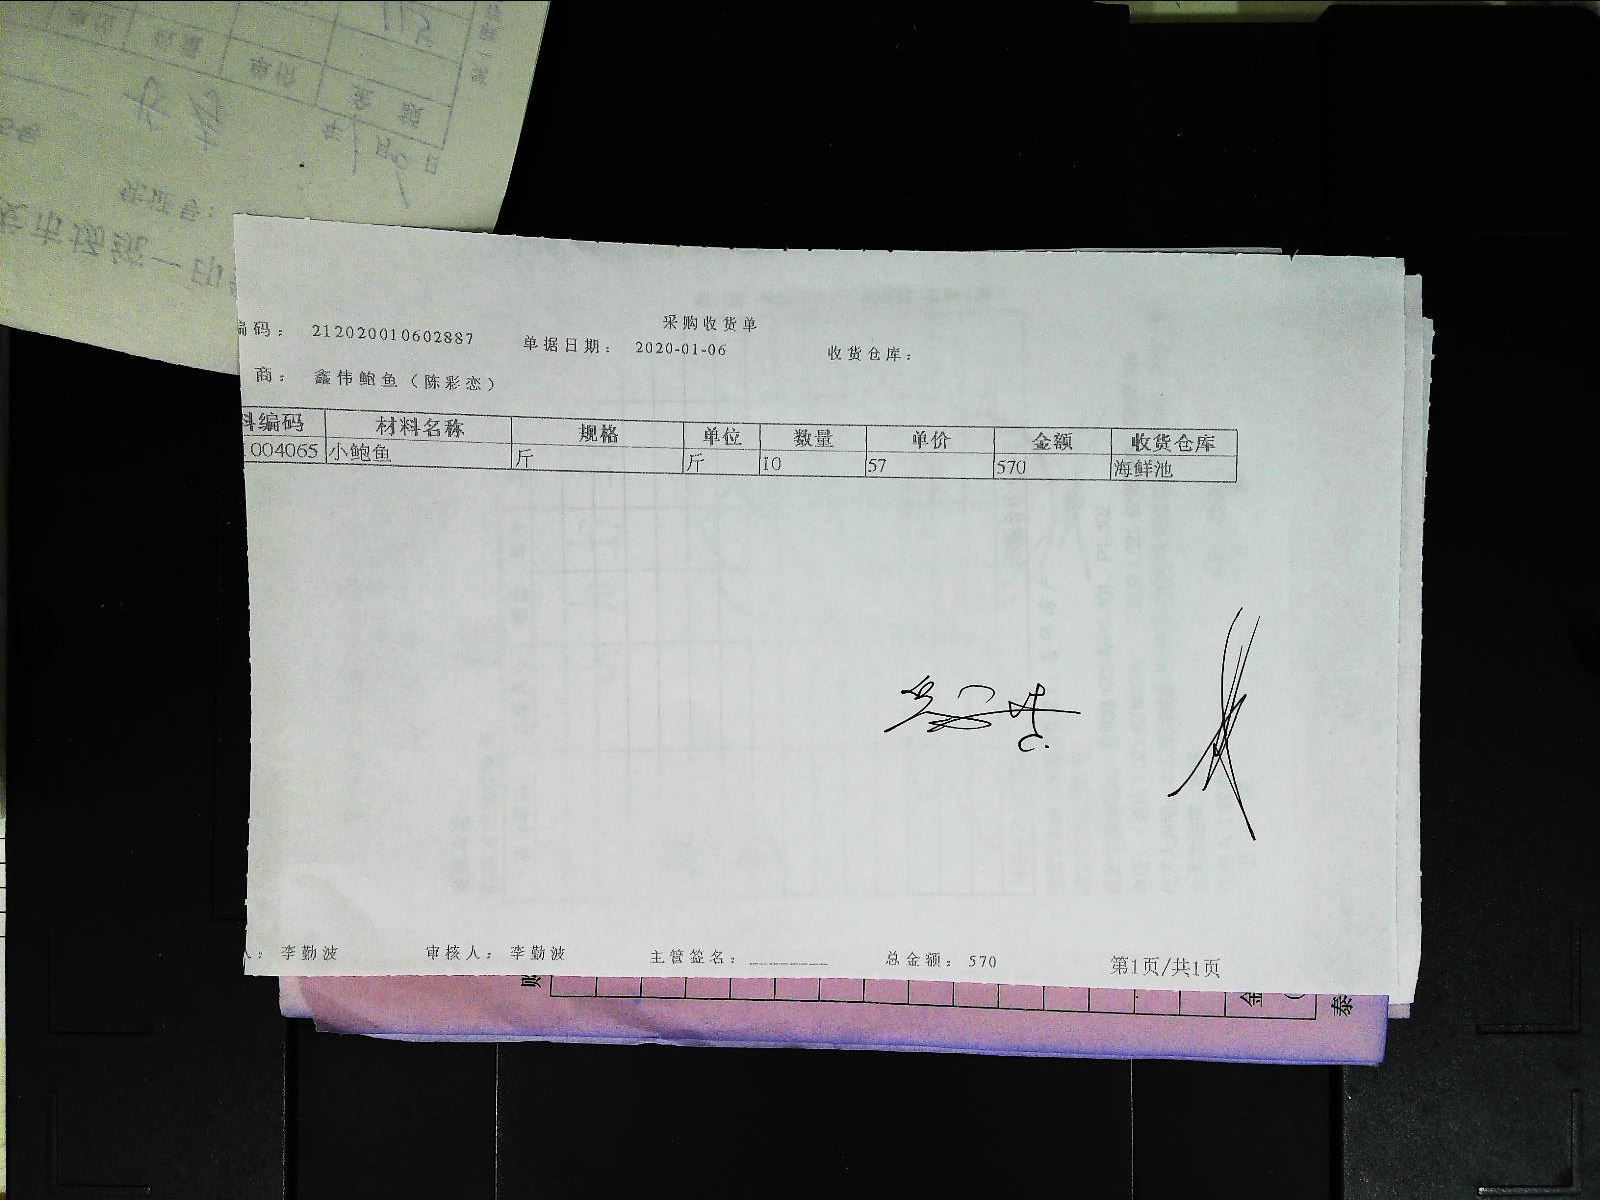 采购收货单
编码： 212020010602887 单据日期： 2020-01-06 收货仓库：
商： 鑫伟鲍鱼（陈彩恋）
料编码 材料名称 规格 单位 数量 单价 金额 收货仓库
004065 小鲍鱼 斤 斤 10 57 570 海鲜池
： 李勤波 审核人： 李勤波 主管签名： 总金额： 570 第1页/共1页
金
泰